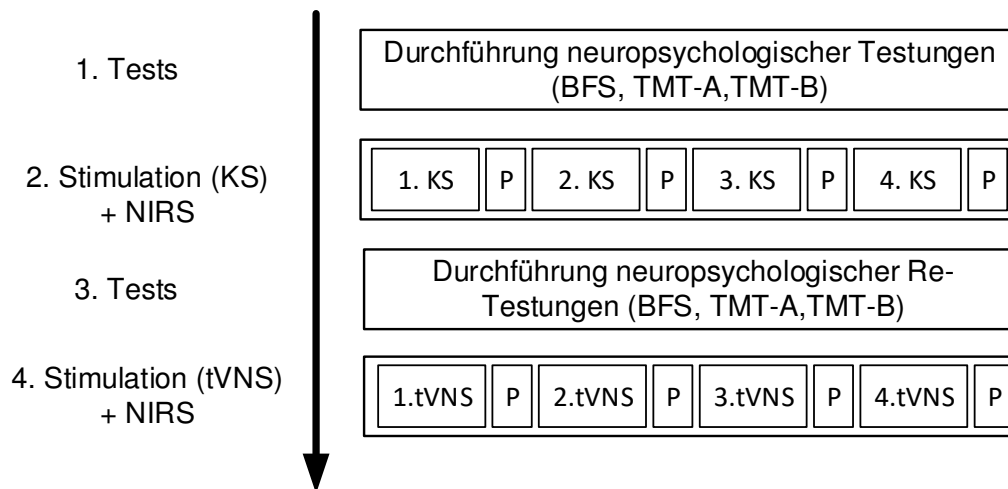 1. Tests
Durchführung neuropsychologischer Testungen
(BFS, TMT-A,TMT-B)
2. Stimulation (KS)
+ NIRS
1. KS P 2. KS P 3. KS P 4. KS P
3. Tests
Durchführung neuropsychologischer Re-
Testungen (BFS, TMT-A,TMT-B)
4. Stimulation (tVNS)
+ NIRS
1.tVNS P 2.tVNS P 3.tVNS P 4.tVNS P